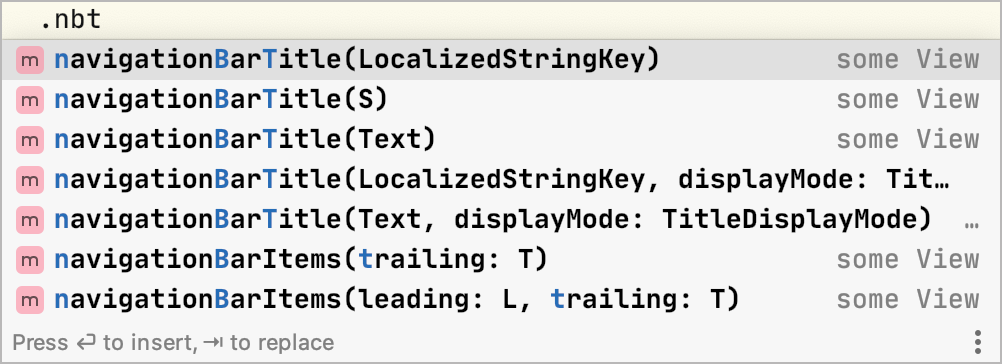 .nbt
m navigationBarTitle(LocalizedStringKey) some View
m navigationBarTitle(S) some View
m navigationBarTitle(Text) some View
m navigationBarTitle(LocalizedStringKey, displayMode: Tit…
m navigationBarTitle(Text, displayMode: TitleDisplayMode) …
m navigationBarItems(trailing: T) some View
m navigationBarItems(leading: L, trailing: T) some View
Press ↩ to insert, ⇥ to replace